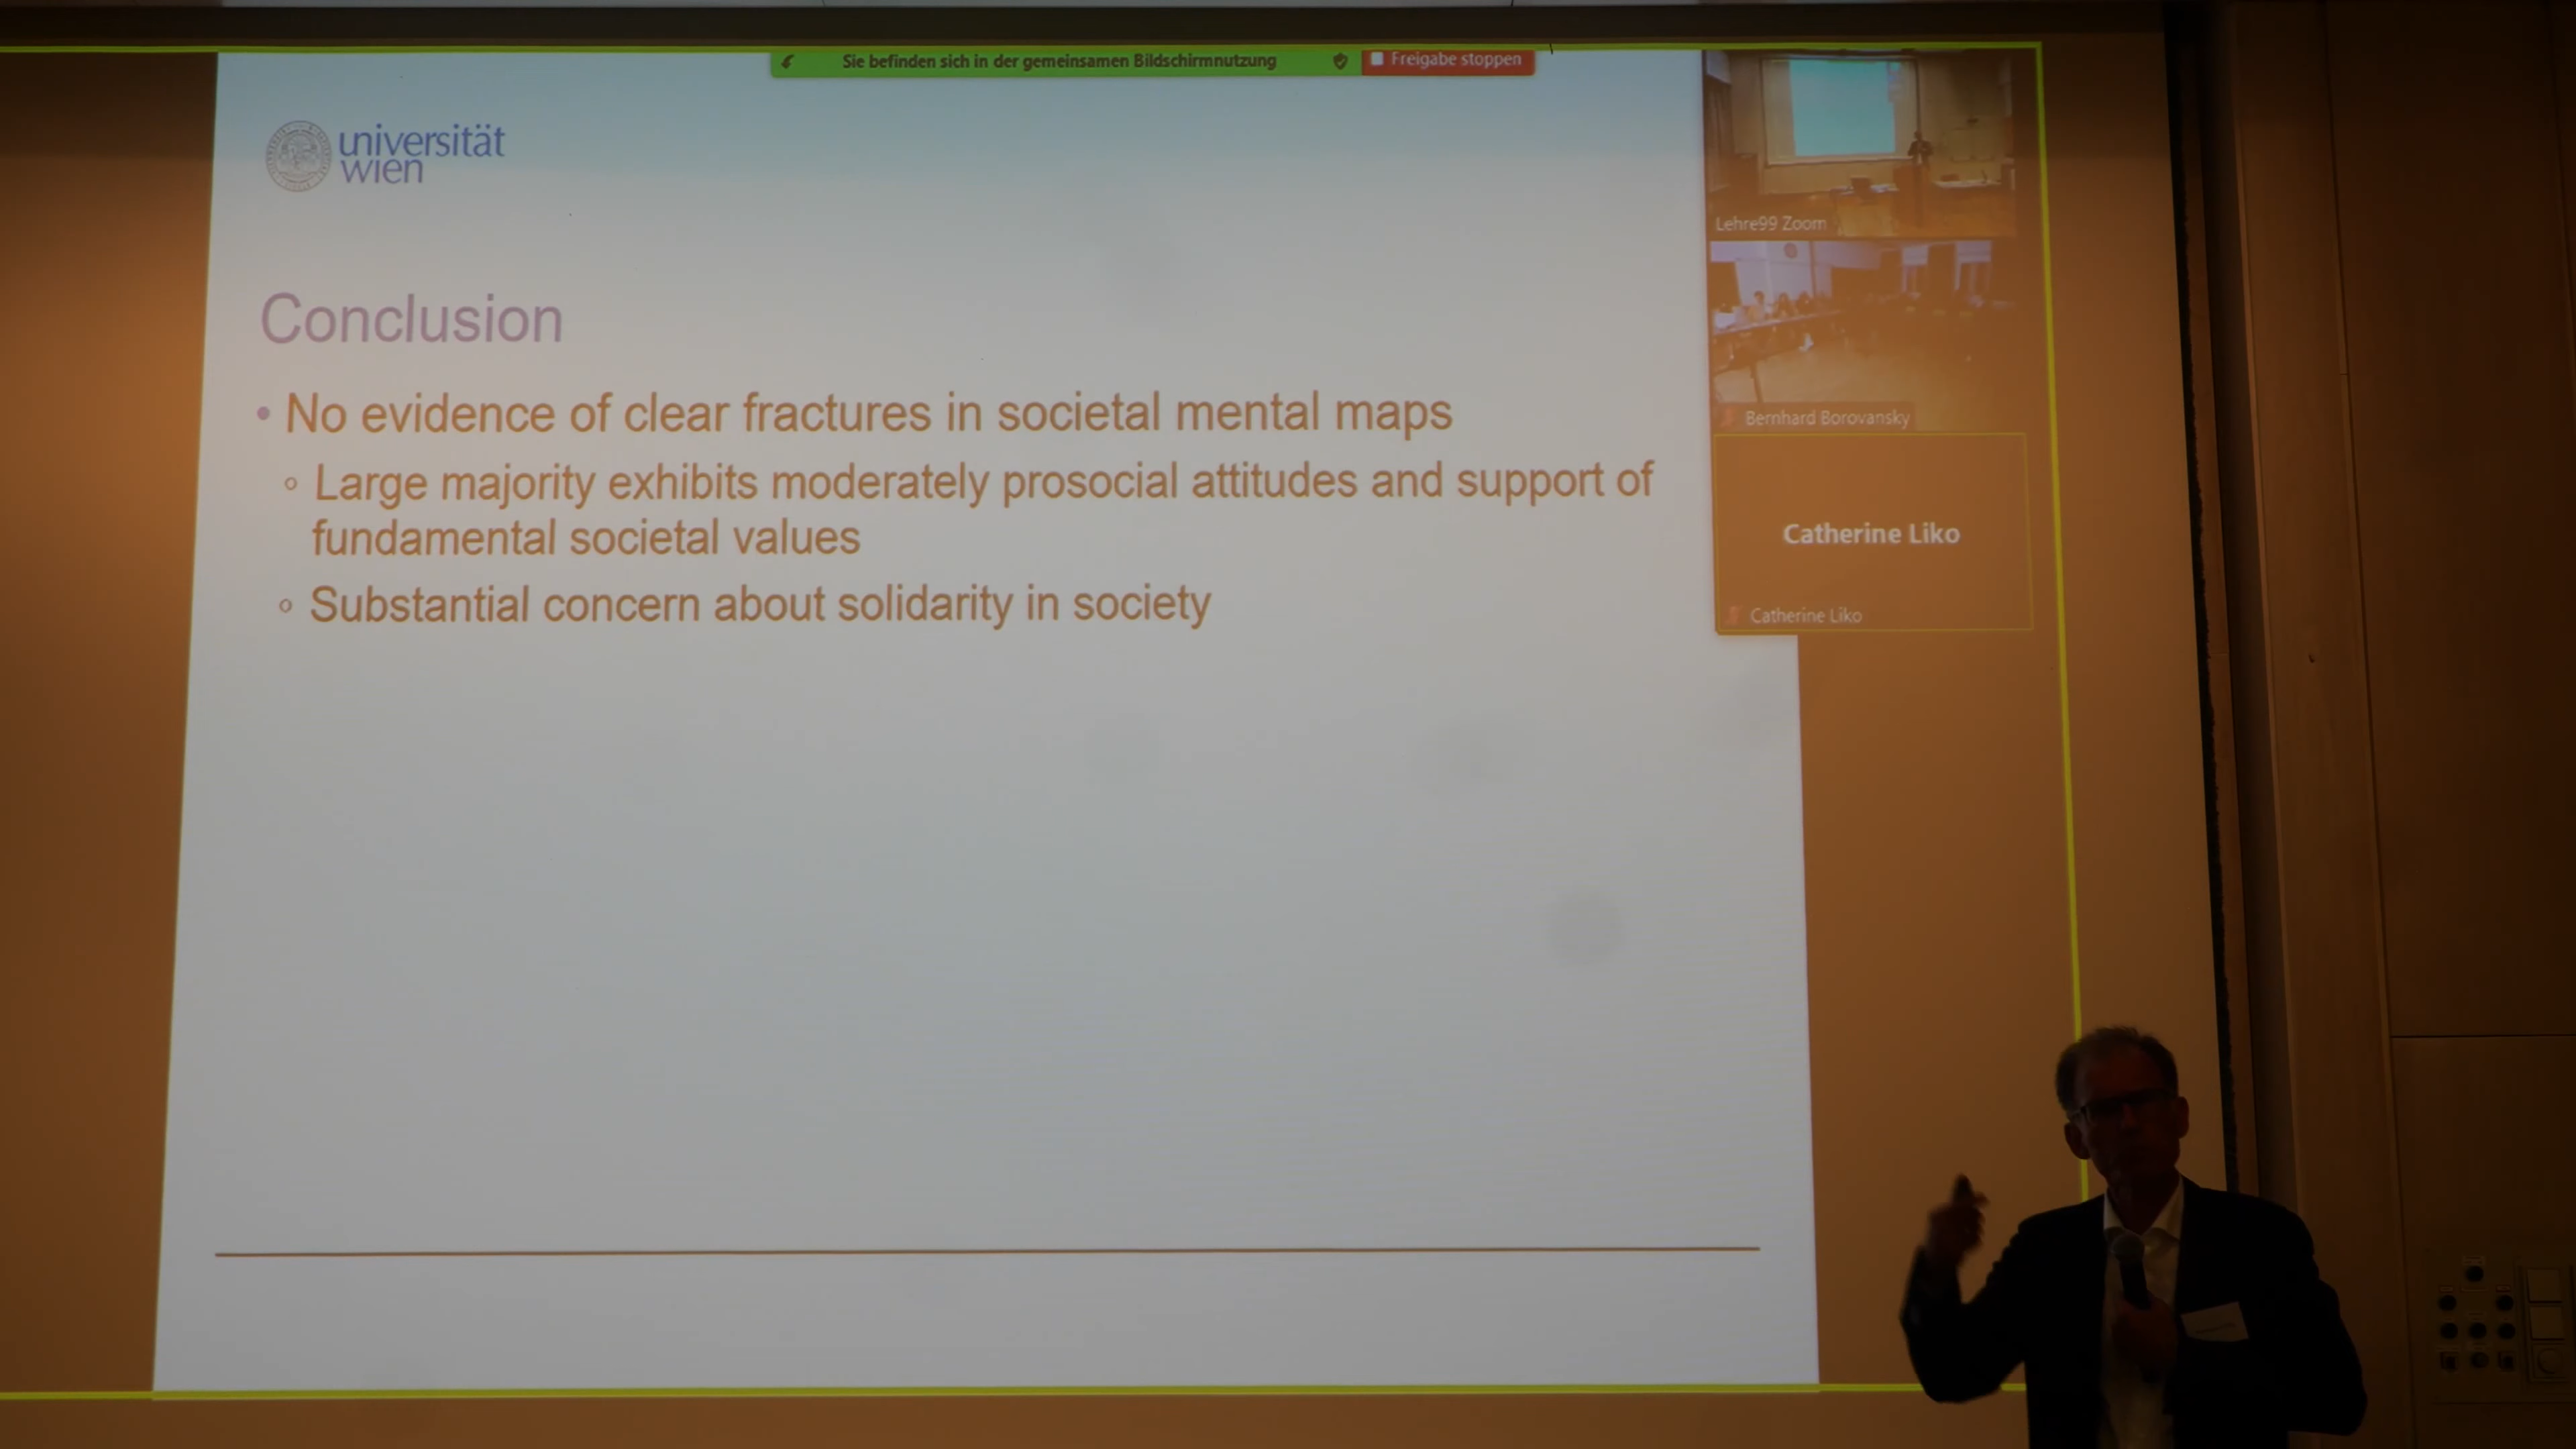 Sie befinden sich in der gemeinsamen Bildschirmnutzung
Freigabe stoppen
universität
wien
Lehre99 Zoom
Bernhard Borovansky
Catherine Liko
Catherine Liko
Conclusion
• No evidence of clear fractures in societal mental maps
◦ Large majority exhibits moderately prosocial attitudes and support of
fundamental societal values
◦ Substantial concern about solidarity in society